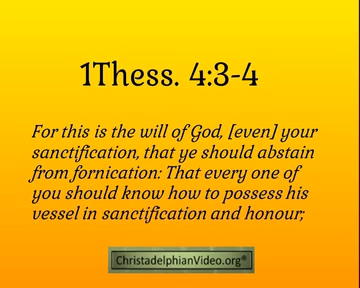 1Thess. 4:3-4
For this is the will of God, [even] your
sanctification, that ye should abstain
from fornication: That every one of
you should know how to possess his
vessel in sanctification and honour;
ChristadelphianVideo.org®